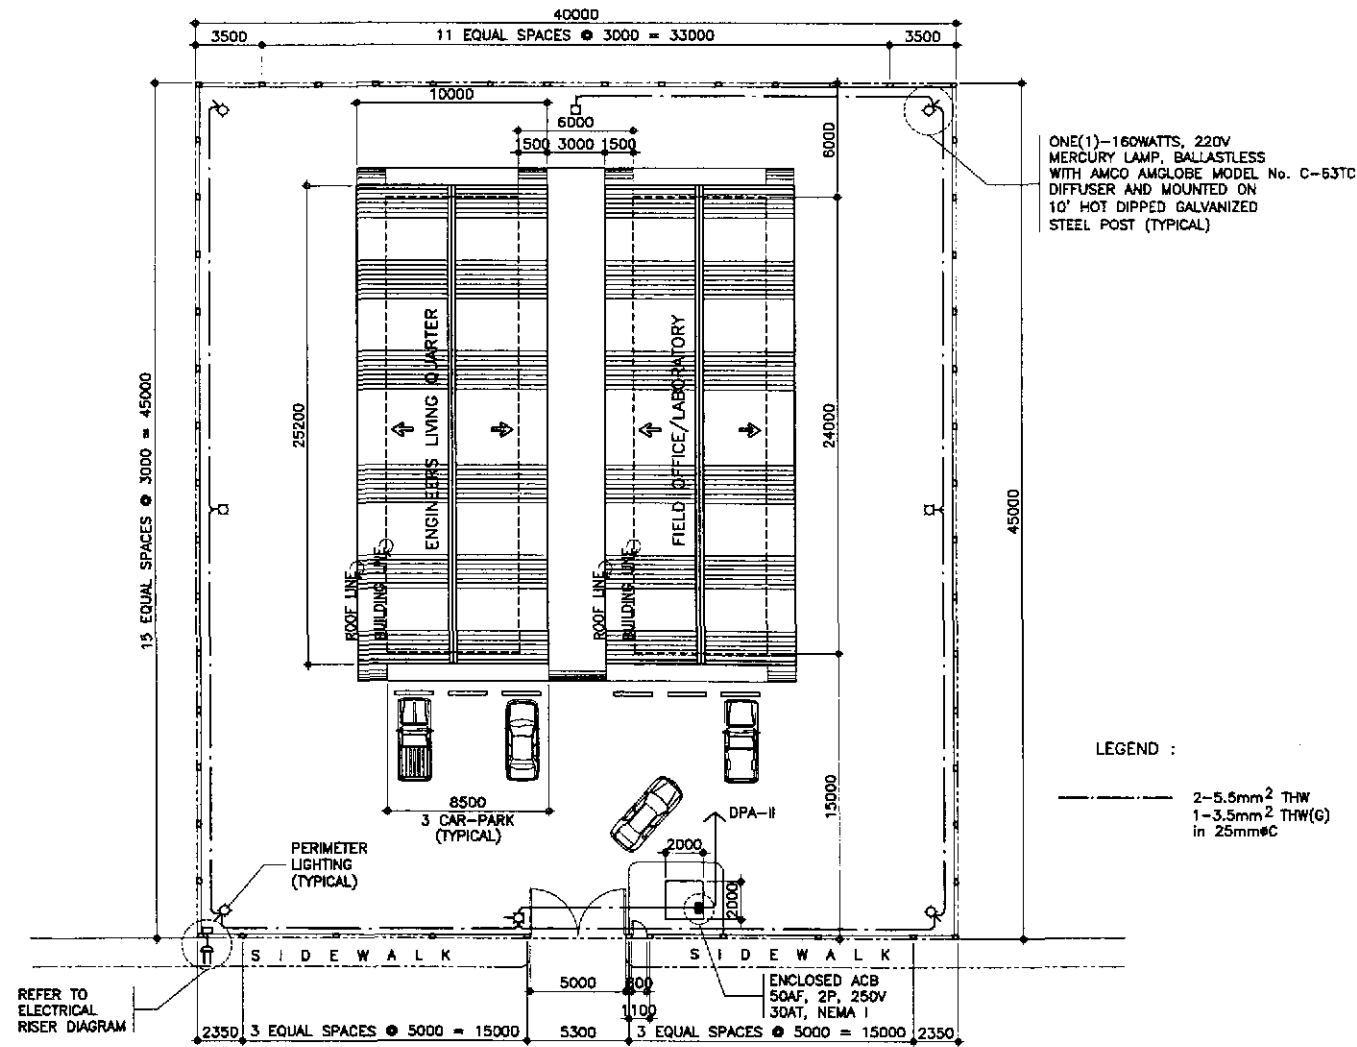 40000
3500
11 EQUAL SPACES @ 3000 = 33000
3500
10000
6000
1500 3000 1500
6000
ONE(1)-160WATTS, 220V
MERCURY LAMP, BALLASTLESS
WITH AMCO AMGLOBE MODEL No. C-53TC
DIFFUSER AND MOUNTED ON
10' HOT DIPPED GALVANIZED
STEEL POST (TYPICAL)
15 EQUAL SPACES @ 3000 = 45000
25200
ENGINEERS LIVING QUARTER
FIELD OFFICE/LABORATORY
24000
45000
ROOF LINE
BUILDING LINE
ROOF LINE
BUILDING LINE
8500
3 CAR-PARK
(TYPICAL)
15000
DPA-II
2000
2000
LEGEND :
2-5.5mm² THW
1-3.5mm² THW(G)
in 25mmøC
PERIMETER
LIGHTING
(TYPICAL)
SIDEWALK
SIDEWALK
REFER TO
ELECTRICAL
RISER DIAGRAM
5000
800
1100
ENCLOSED ACB
50AF, 2P, 250V
30AT, NEMA I
2350
3 EQUAL SPACES @ 5000 = 15000
5300
3 EQUAL SPACES @ 5000 = 15000
2350